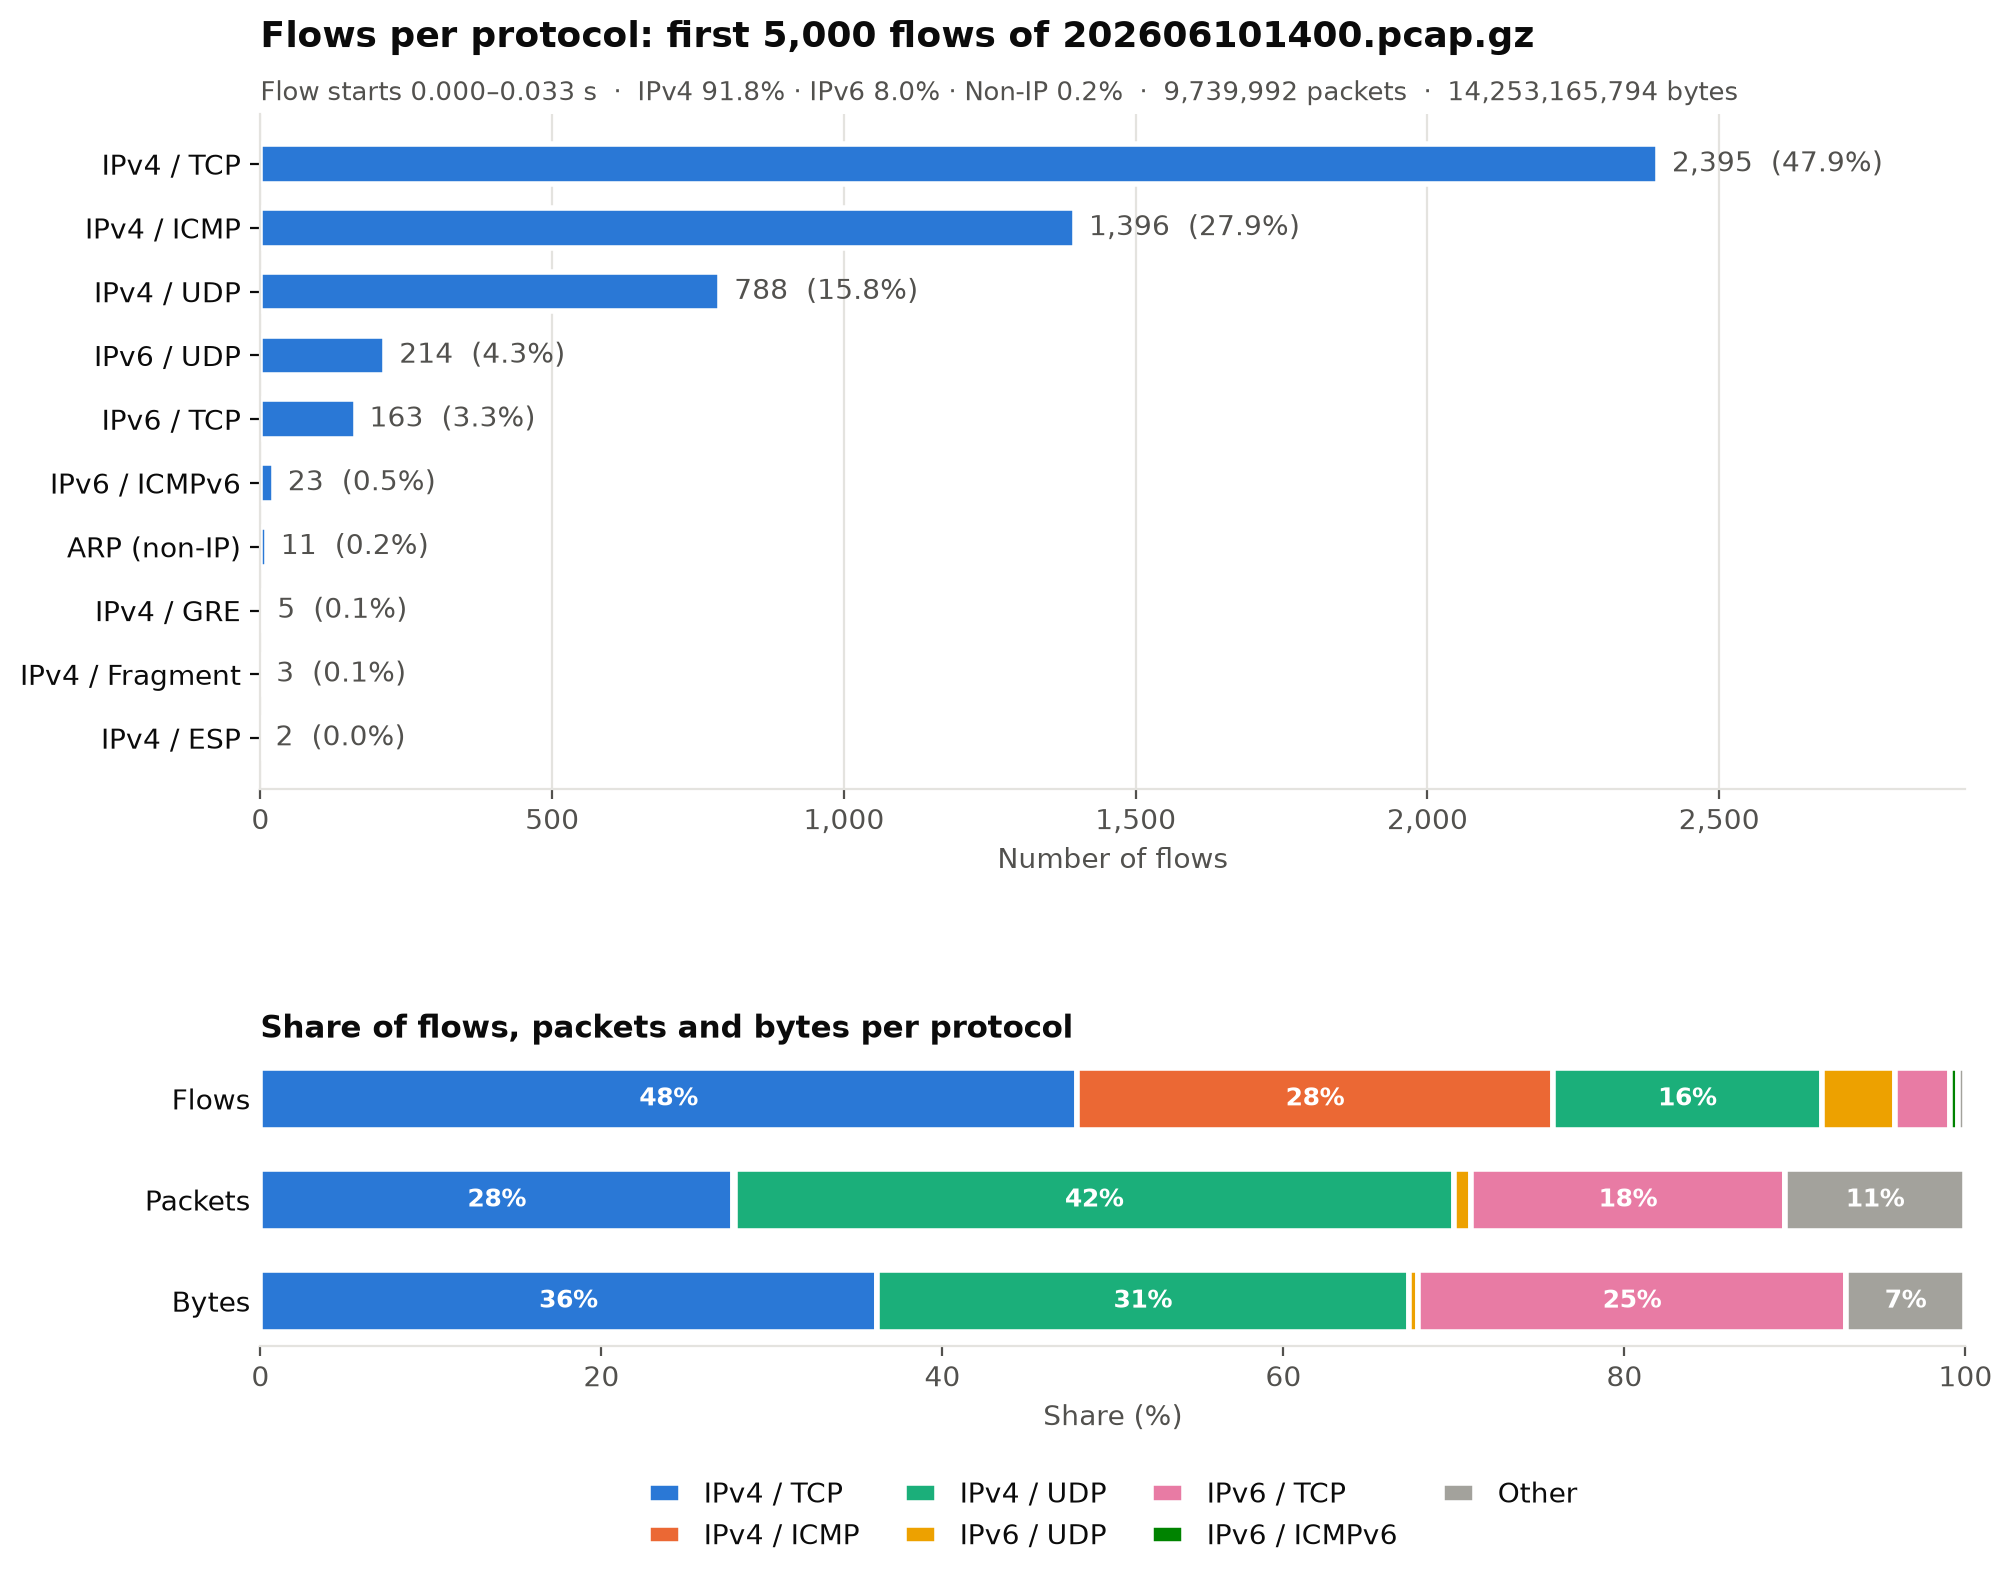 Flows per protocol: first 5,000 flows of 202606101400.pcap.gz
Flow starts 0.000–0.033 s · IPv4 91.8% · IPv6 8.0% · Non-IP 0.2% · 9,739,992 packets · 14,253,165,794 bytes
IPv4 / TCP 2,395 (47.9%)
IPv4 / ICMP 1,396 (27.9%)
IPv4 / UDP 788 (15.8%)
IPv6 / UDP 214 (4.3%)
IPv6 / TCP 163 (3.3%)
IPv6 / ICMPv6 23 (0.5%)
ARP (non-IP) 11 (0.2%)
IPv4 / GRE 5 (0.1%)
IPv4 / Fragment 3 (0.1%)
IPv4 / ESP 2 (0.0%)
0 500 1,000 1,500 2,000 2,500
Number of flows
Share of flows, packets and bytes per protocol
Flows 48% 28% 16%
Packets 28% 42% 18% 11%
Bytes 36% 31% 25% 7%
0 20 40 60 80 100
Share (%)
IPv4 / TCP IPv4 / UDP IPv6 / TCP Other
IPv4 / ICMP IPv6 / UDP IPv6 / ICMPv6